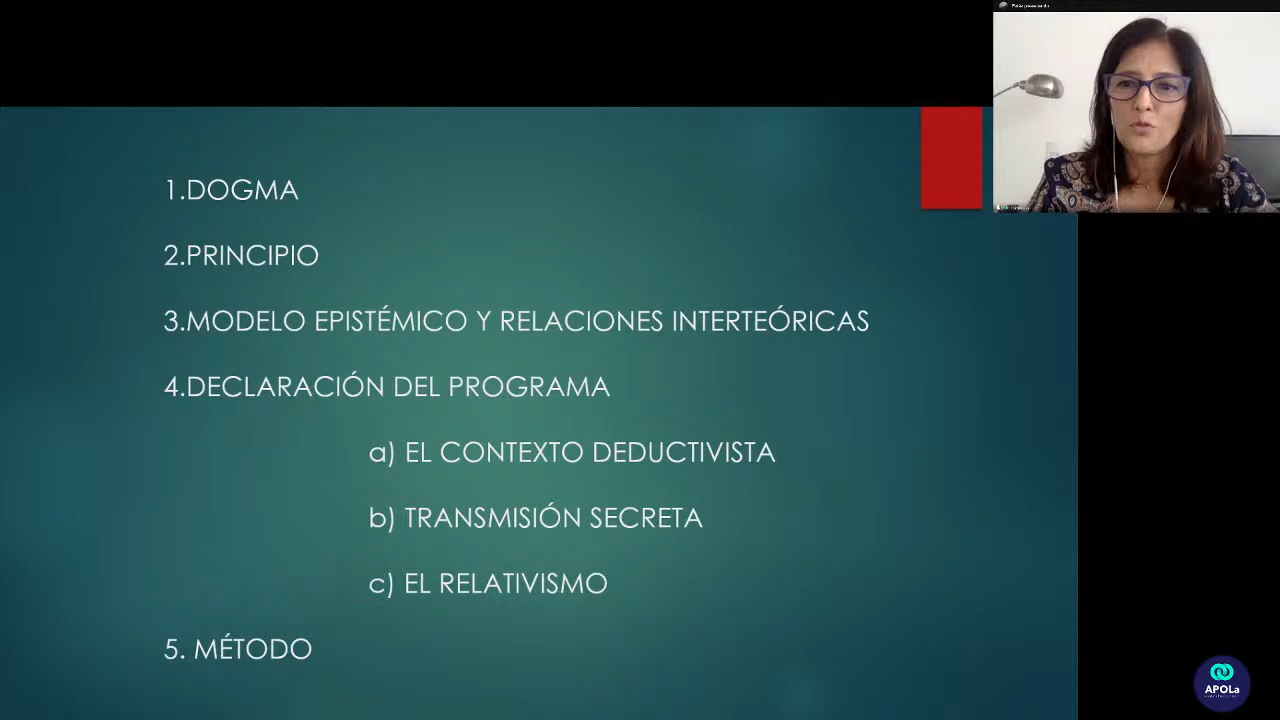 1.DOGMA
2.PRINCIPIO
3.MODELO EPISTÉMICO Y RELACIONES INTERTEÓRICAS
4.DECLARACIÓN DEL PROGRAMA
a) EL CONTEXTO DEDUCTIVISTA
b) TRANSMISIÓN SECRETA
c) EL RELATIVISMO
5. MÉTODO
APOLa